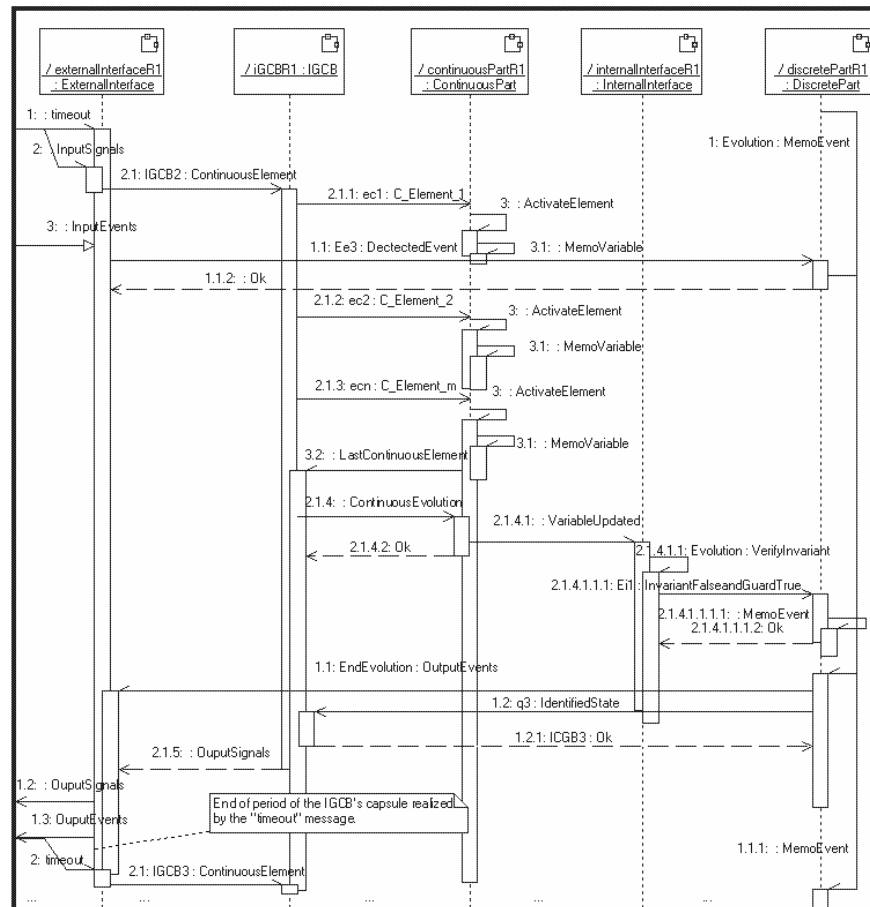 / externalInterfaceR1
: ExternalInterface
/ iGCBR1 : IGCB
/ continuousPartR1
: ContinuousPart
/ internalInterfaceR1
: InternalInterface
/ discretePartR1
: DiscretePart
1: : timeout
1: Evolution : MemoEvent
2: : InputSignals
2.1: IGCB2 : ContinuousElement
2.1.1: ec1 : C_Element_1
3: : ActivateElement
3: : InputEvents
1.1: Ee3 : DectectedEvent
3.1: : MemoVariable
1.1.2: : Ok
2.1.2: ec2 : C_Element_2
3: : ActivateElement
3.1: : MemoVariable
2.1.3: ecn : C_Element_m
3: : ActivateElement
3.1: : MemoVariable
3.2: : LastContinuousElement
2.1.4: : ContinuousEvolution
2.1.4.1: : VariableUpdated
2.1.4.2: Ok
2.1.4.1.1: Evolution : VerifyInvariant
2.1.4.1.1.1: Ei1 : InvariantFalseandGuardTrue
2.1.4.1.1.1.1: : MemoEvent
2.1.4.1.1.1.2: Ok
1.1: EndEvolution : OutputEvents
1.2: q3 : IdentifiedState
1.2.1: ICGB3 : Ok
2.1.5: : OuputSignals
1.2: : OuputSignals
End of period of the IGCB's capsule realized
by the "timeout" message.
1.3: OuputEvents
1.1.1: : MemoEvent
2: timeout
2.1: IGCB3 : ContinuousElement
... ... ... ... ... ...